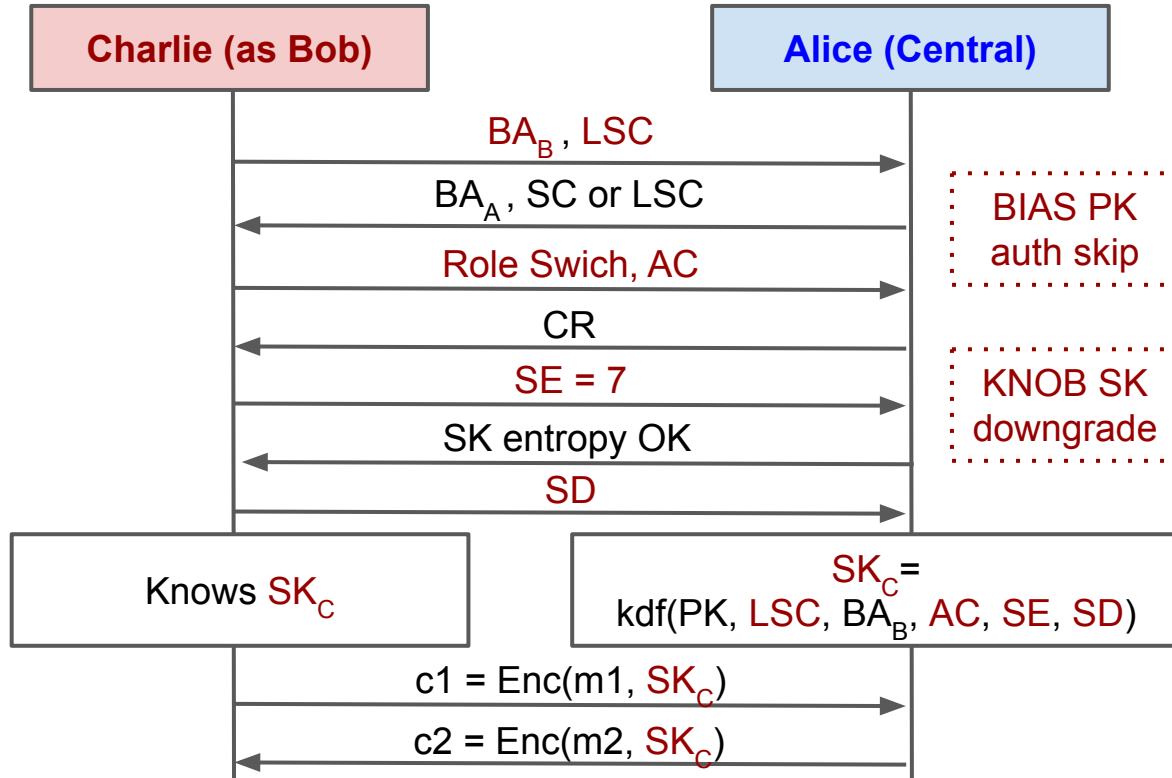 Charlie (as Bob)
Alice (Central)
BA_B , LSC
BA_A , SC or LSC
BIAS PK
auth skip
Role Swich, AC
CR
SE = 7
KNOB SK
downgrade
SK entropy OK
SD
Knows SK_C
SK_C=
kdf(PK, LSC, BA_B, AC, SE, SD)
c1 = Enc(m1, SK_C)
c2 = Enc(m2, SK_C)